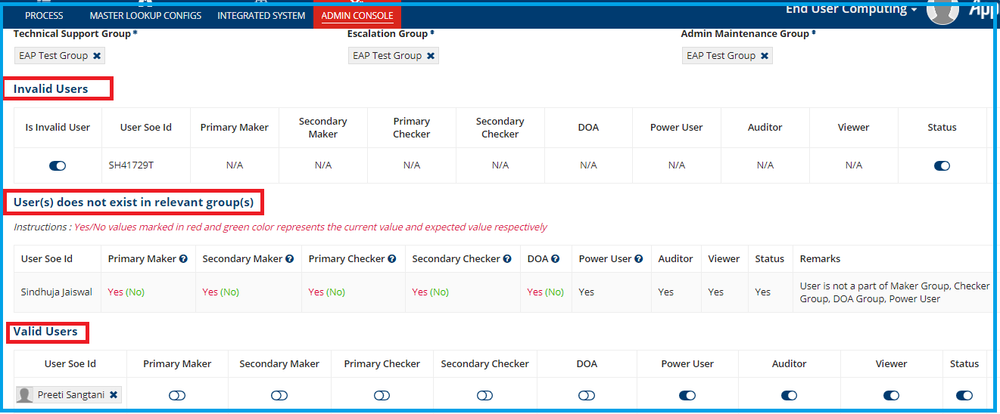 PROCESS MASTER LOOKUP CONFIGS INTEGRATED SYSTEM ADMIN CONSOLE End User Computing App
Technical Support Group * Escalation Group * Admin Maintenance Group *
EAP Test Group EAP Test Group EAP Test Group
Invalid Users
Is Invalid User User Soe Id Primary Maker Secondary Maker Primary Checker Secondary Checker DOA Power User Auditor Viewer Status
SH41729T N/A N/A N/A N/A N/A N/A N/A N/A
User(s) does not exist in relevant group(s)
Instructions : Yes/No values marked in red and green color represents the current value and expected value respectively
User Soe Id Primary Maker Secondary Maker Primary Checker Secondary Checker DOA Power User Auditor Viewer Status Remarks
Sindhuja Jaiswal Yes (No) Yes (No) Yes (No) Yes (No) Yes (No) Yes Yes Yes Yes User is not a part of Maker Group, Checker
Group, DOA Group, Power User
Valid Users
User Soe Id Primary Maker Secondary Maker Primary Checker Secondary Checker DOA Power User Auditor Viewer Status
Preeti Sangtani